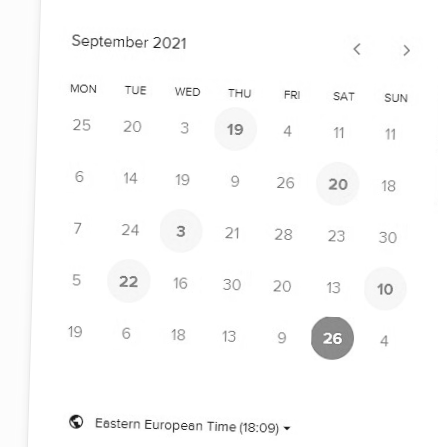 September 2021
MON TUE WED THU FRI SAT SUN
25 20 3 19 4 11 11
6 14 19 9 26 20 18
7 24 3 21 28 23 30
5 22 16 30 20 13 10
19 6 18 13 9 26 4
Eastern European Time (18:09)